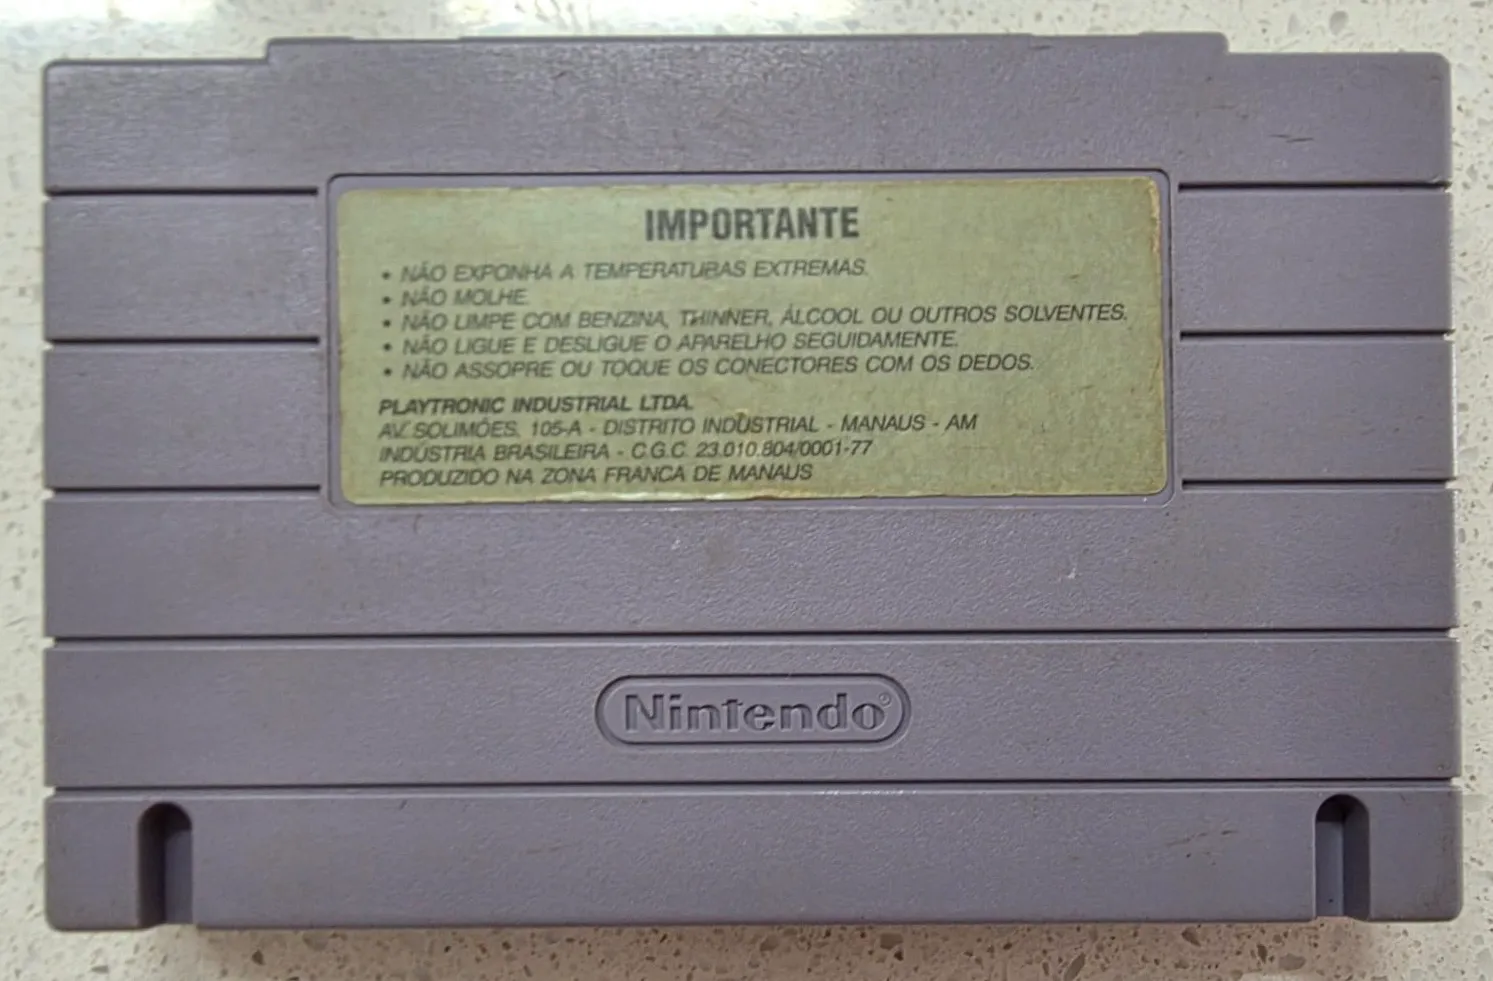 IMPORTANTE
• NÃO EXPONHA A TEMPERATURAS EXTREMAS.
• NÃO MOLHE.
• NÃO LIMPE COM BENZINA, THINNER, ÁLCOOL OU OUTROS SOLVENTES.
• NÃO LIGUE E DESLIGUE O APARELHO SEGUIDAMENTE.
• NÃO ASSOPRE OU TOQUE OS CONECTORES COM OS DEDOS.
PLAYTRONIC INDUSTRIAL LTDA.
AV. SOLIMÕES, 105-A - DISTRITO INDUSTRIAL - MANAUS - AM
INDÚSTRIA BRASILEIRA - C.G.C. 23.010.804/0001-77
PRODUZIDO NA ZONA FRANCA DE MANAUS
Nintendo®